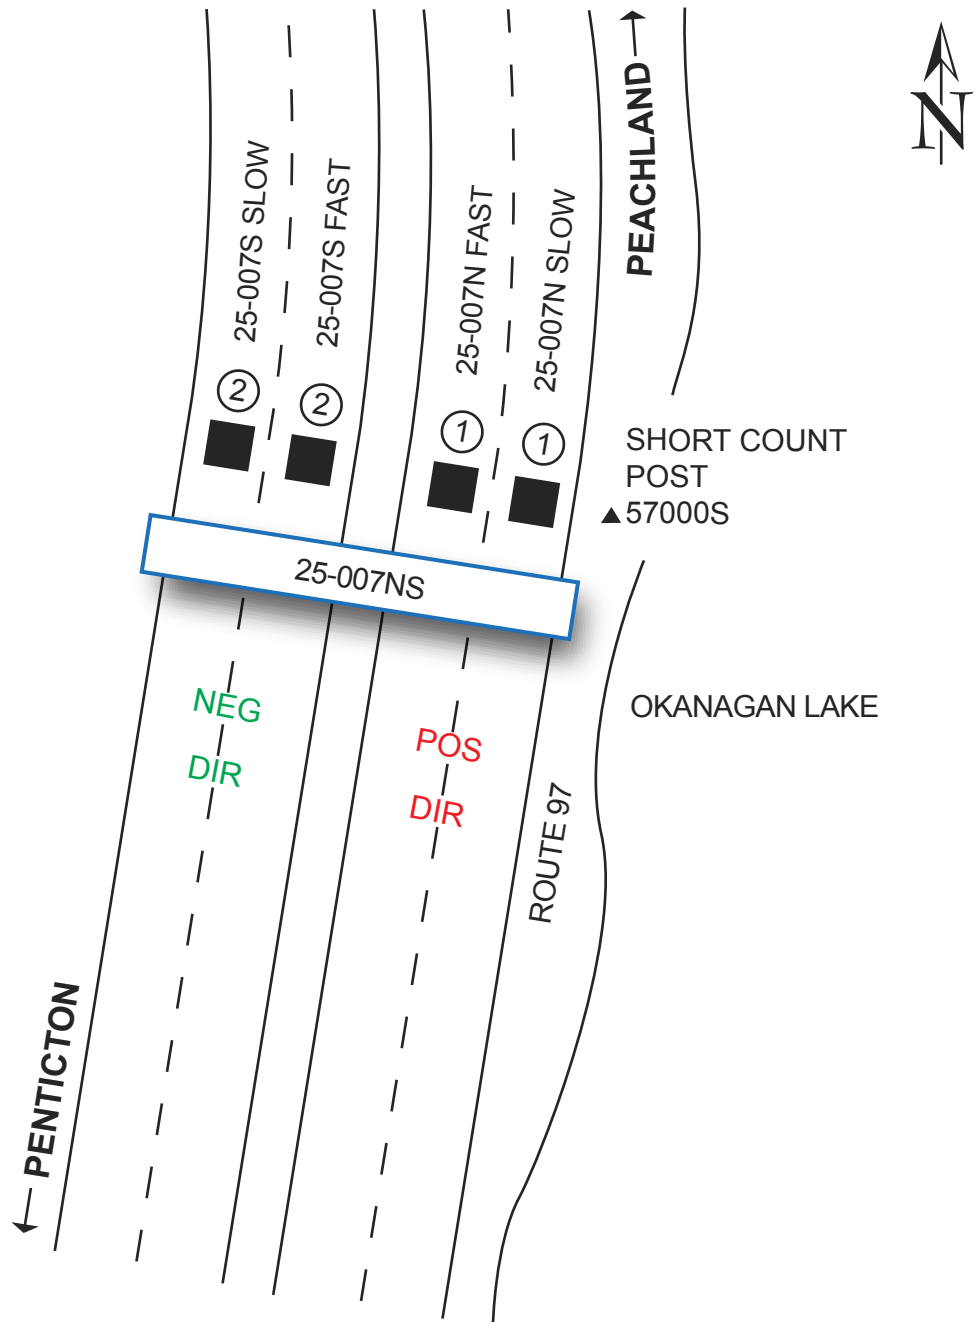 PEACHLAND
N
25-007S SLOW
25-007S FAST
25-007N FAST
25-007N SLOW
2
2
1
1
SHORT COUNT
POST
57000S
25-007NS
NEG
DIR
POS
DIR
OKANAGAN LAKE
ROUTE 97
PENTICTON